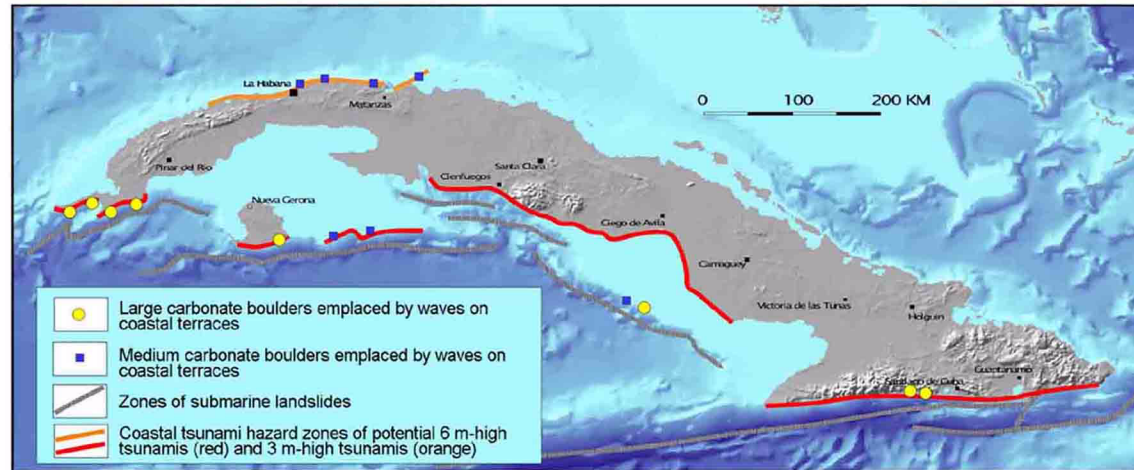 La Habana
Matanzas
0 100 200 KM
Pinar del Rio
Santa Clara
Cienfuegos
Nueva Gerona
Ciego de Avila
Camaguey
Victoria de las Tunas
Holguin
Guantanamo
Santiago de Cuba
Large carbonate boulders emplaced by waves on
coastal terraces
Medium carbonate boulders emplaced by waves on
coastal terraces
Zones of submarine landslides
Coastal tsunami hazard zones of potential 6 m-high
tsunamis (red) and 3 m-high tsunamis (orange)